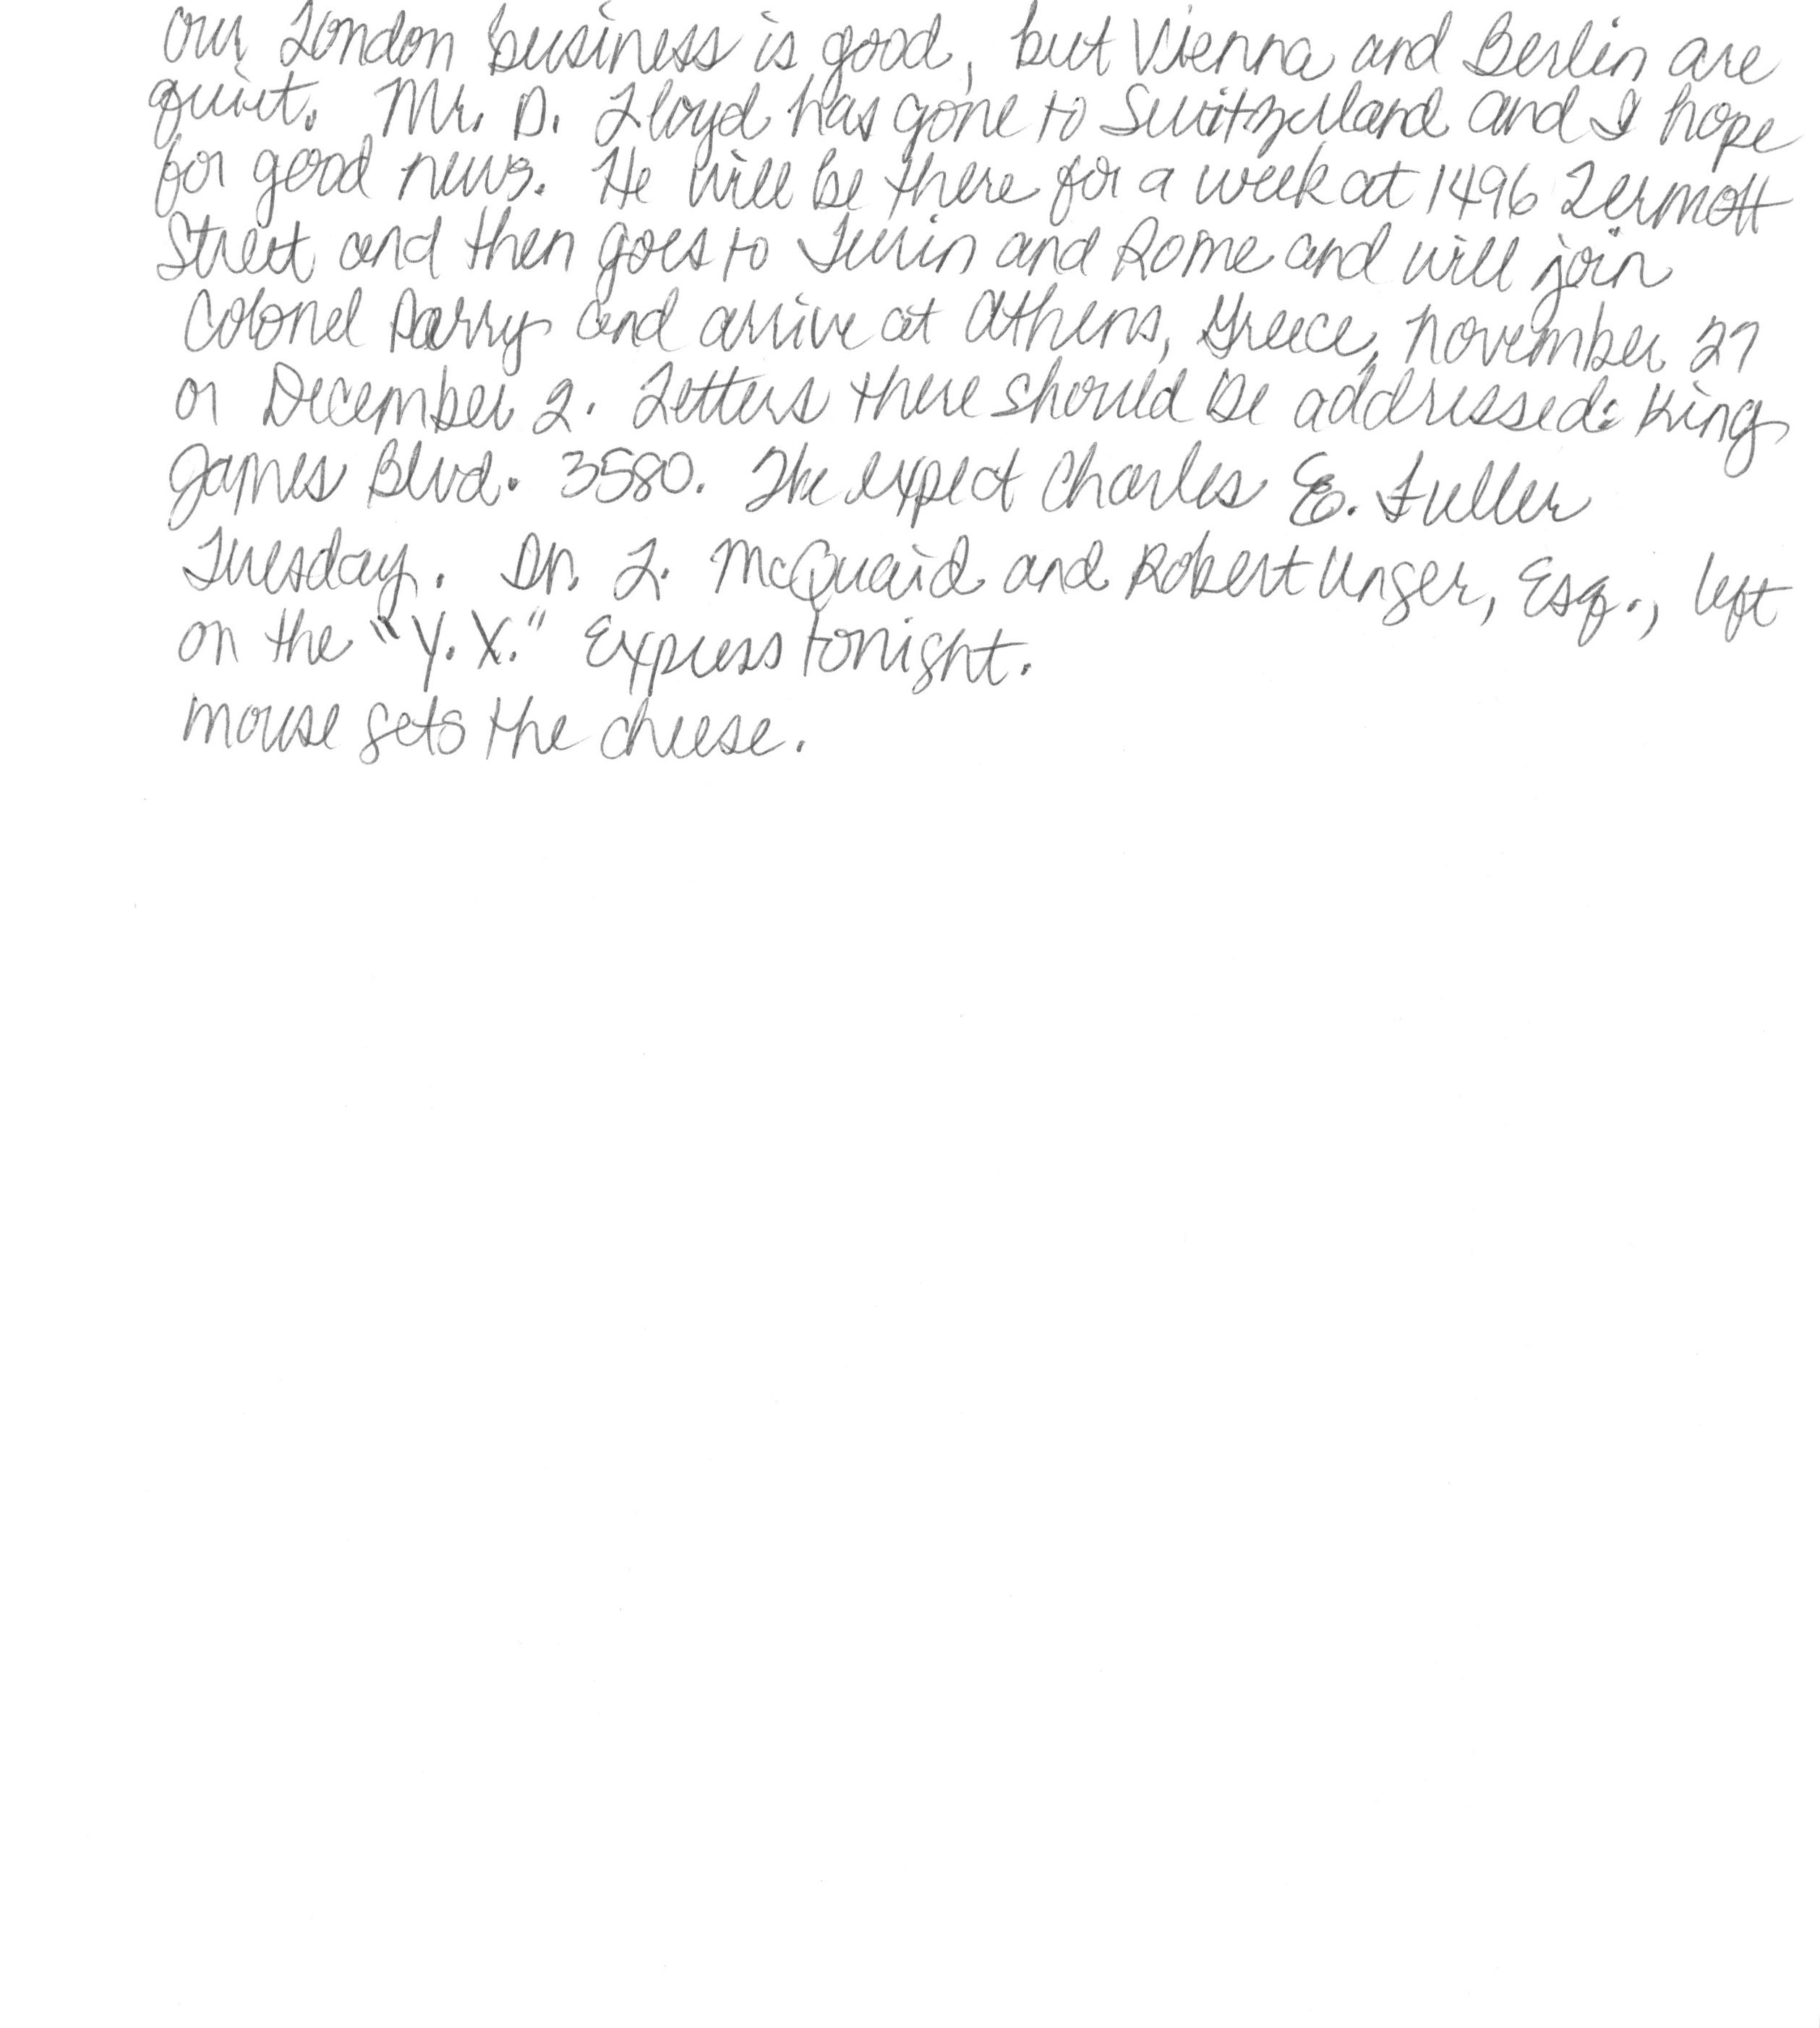 Our London business is good, but Vienna and Berlin are
quiet. Mr. D. Lloyd has gone to Switzerland and I hope
for good news. He will be there for a week at 1496 Zermott
Street and then goes to Turin and Rome and will join
Colonel Parry and arrive at Athens, Greece, November 27
or December 2. Letters there should be addressed: King
James Blvd. 3580. The expect Charles E. Fuller
Tuesday. Dr. L. McQuaid and Robert Unger, Esq., left
on the "Y.X." Express tonight.
mouse gets the cheese.